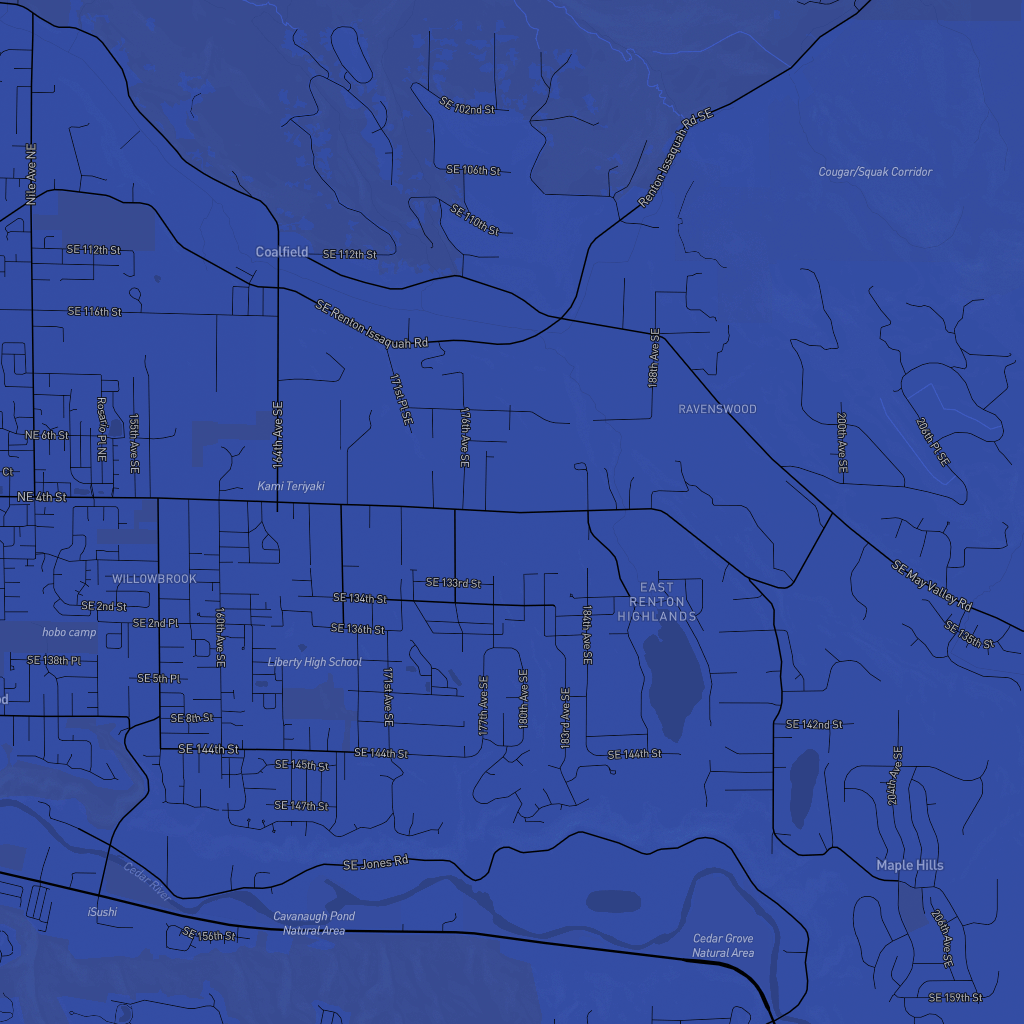 SE 102nd St
Renton Issaquah Rd SE
Nile Ave NE
SE 106th St
Cougar/Squak Corridor
SE 110th St
SE 112th St
Coalfield
SE 112th St
SE 116th St
SE Renton Issaquah Rd
188th Ave SE
171st Pl SE
RAVENSWOOD
Rosario Pl NE
155th Ave SE
164th Ave SE
176th Ave SE
200th Ave SE
206th Pl SE
NE 6th St
Ct
Kami Teriyaki
NE 4th St
WILLOWBROOK
SE 133rd St
SE May Valley Rd
EAST
RENTON
HIGHLANDS
SE 134th St
SE 2nd St
SE 2nd Pl
160th Ave SE
SE 136th St
184th Ave SE
SE 135th St
hobo camp
SE 138th Pl
Liberty High School
SE 5th Pl
171st Ave SE
177th Ave SE
180th Ave SE
183rd Ave SE
d
SE 8th St
SE 142nd St
SE 144th St
SE 144th St
SE 144th St
SE 145th St
204th Ave SE
SE 147th St
SE Jones Rd
Maple Hills
Cedar River
iSushi
Cavanaugh Pond
Natural Area
SE 156th St
Cedar Grove
Natural Area
206th Ave SE
SE 159th St